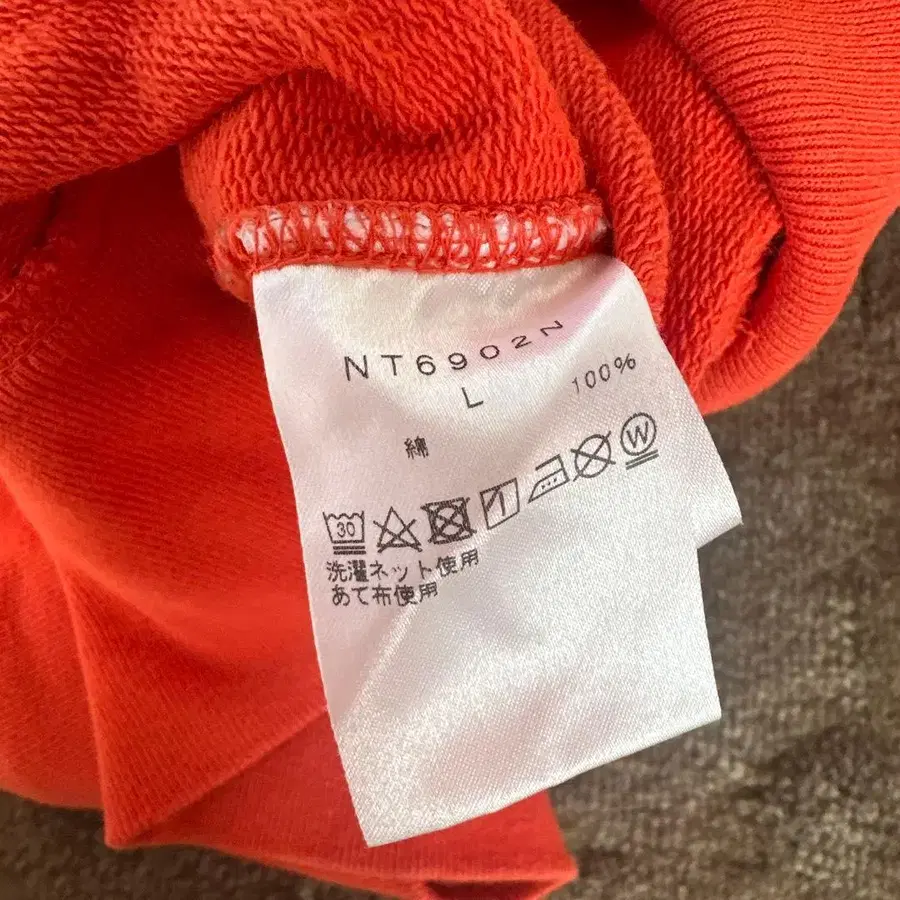 NT6902N
L
綿 100%
30 W
洗濯ネット使用
あて布使用